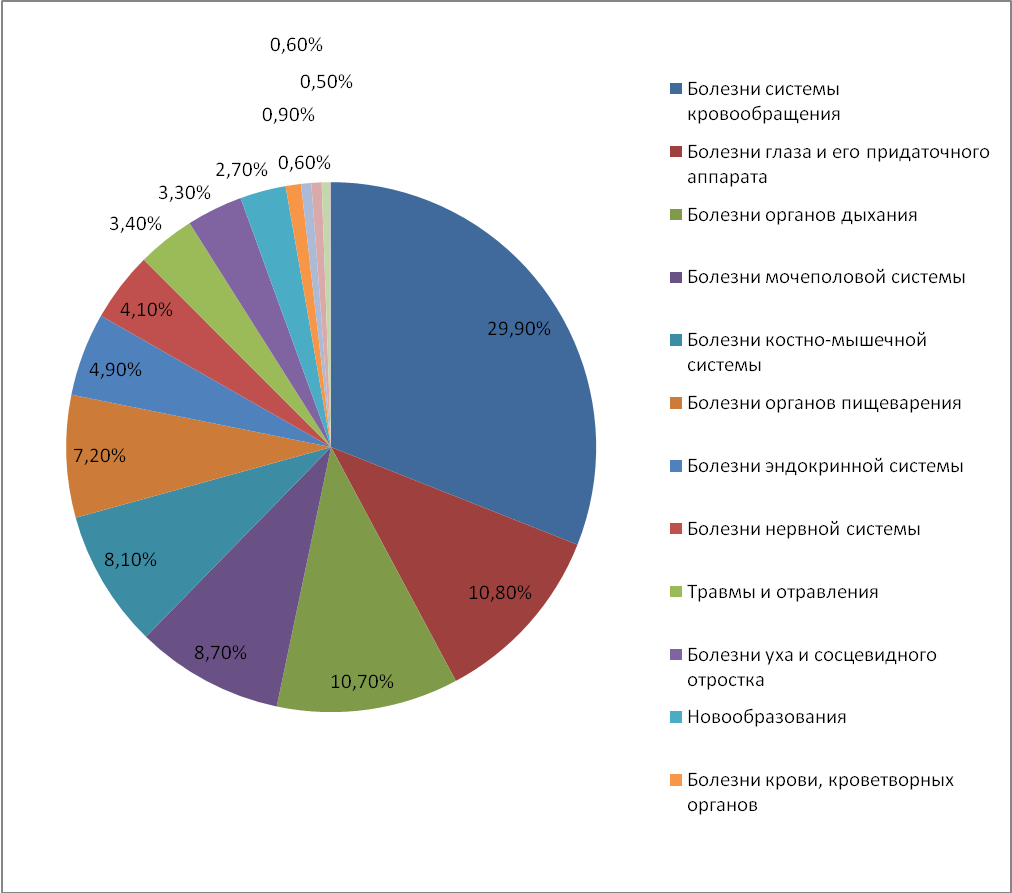 0,60%
0,50%
0,90%
0,60%
2,70%
3,30%
3,40%
4,10%
4,90%
7,20%
8,10%
8,70%
10,70%
10,80%
29,90%
Болезни системы
кровообращения
Болезни глаза и его придаточного
аппарата
Болезни органов дыхания
Болезни мочеполовой системы
Болезни костно-мышечной
системы
Болезни органов пищеварения
Болезни эндокринной системы
Болезни нервной системы
Травмы и отравления
Болезни уха и сосцевидного
отростка
Новообразования
Болезни крови, кроветворных
органов